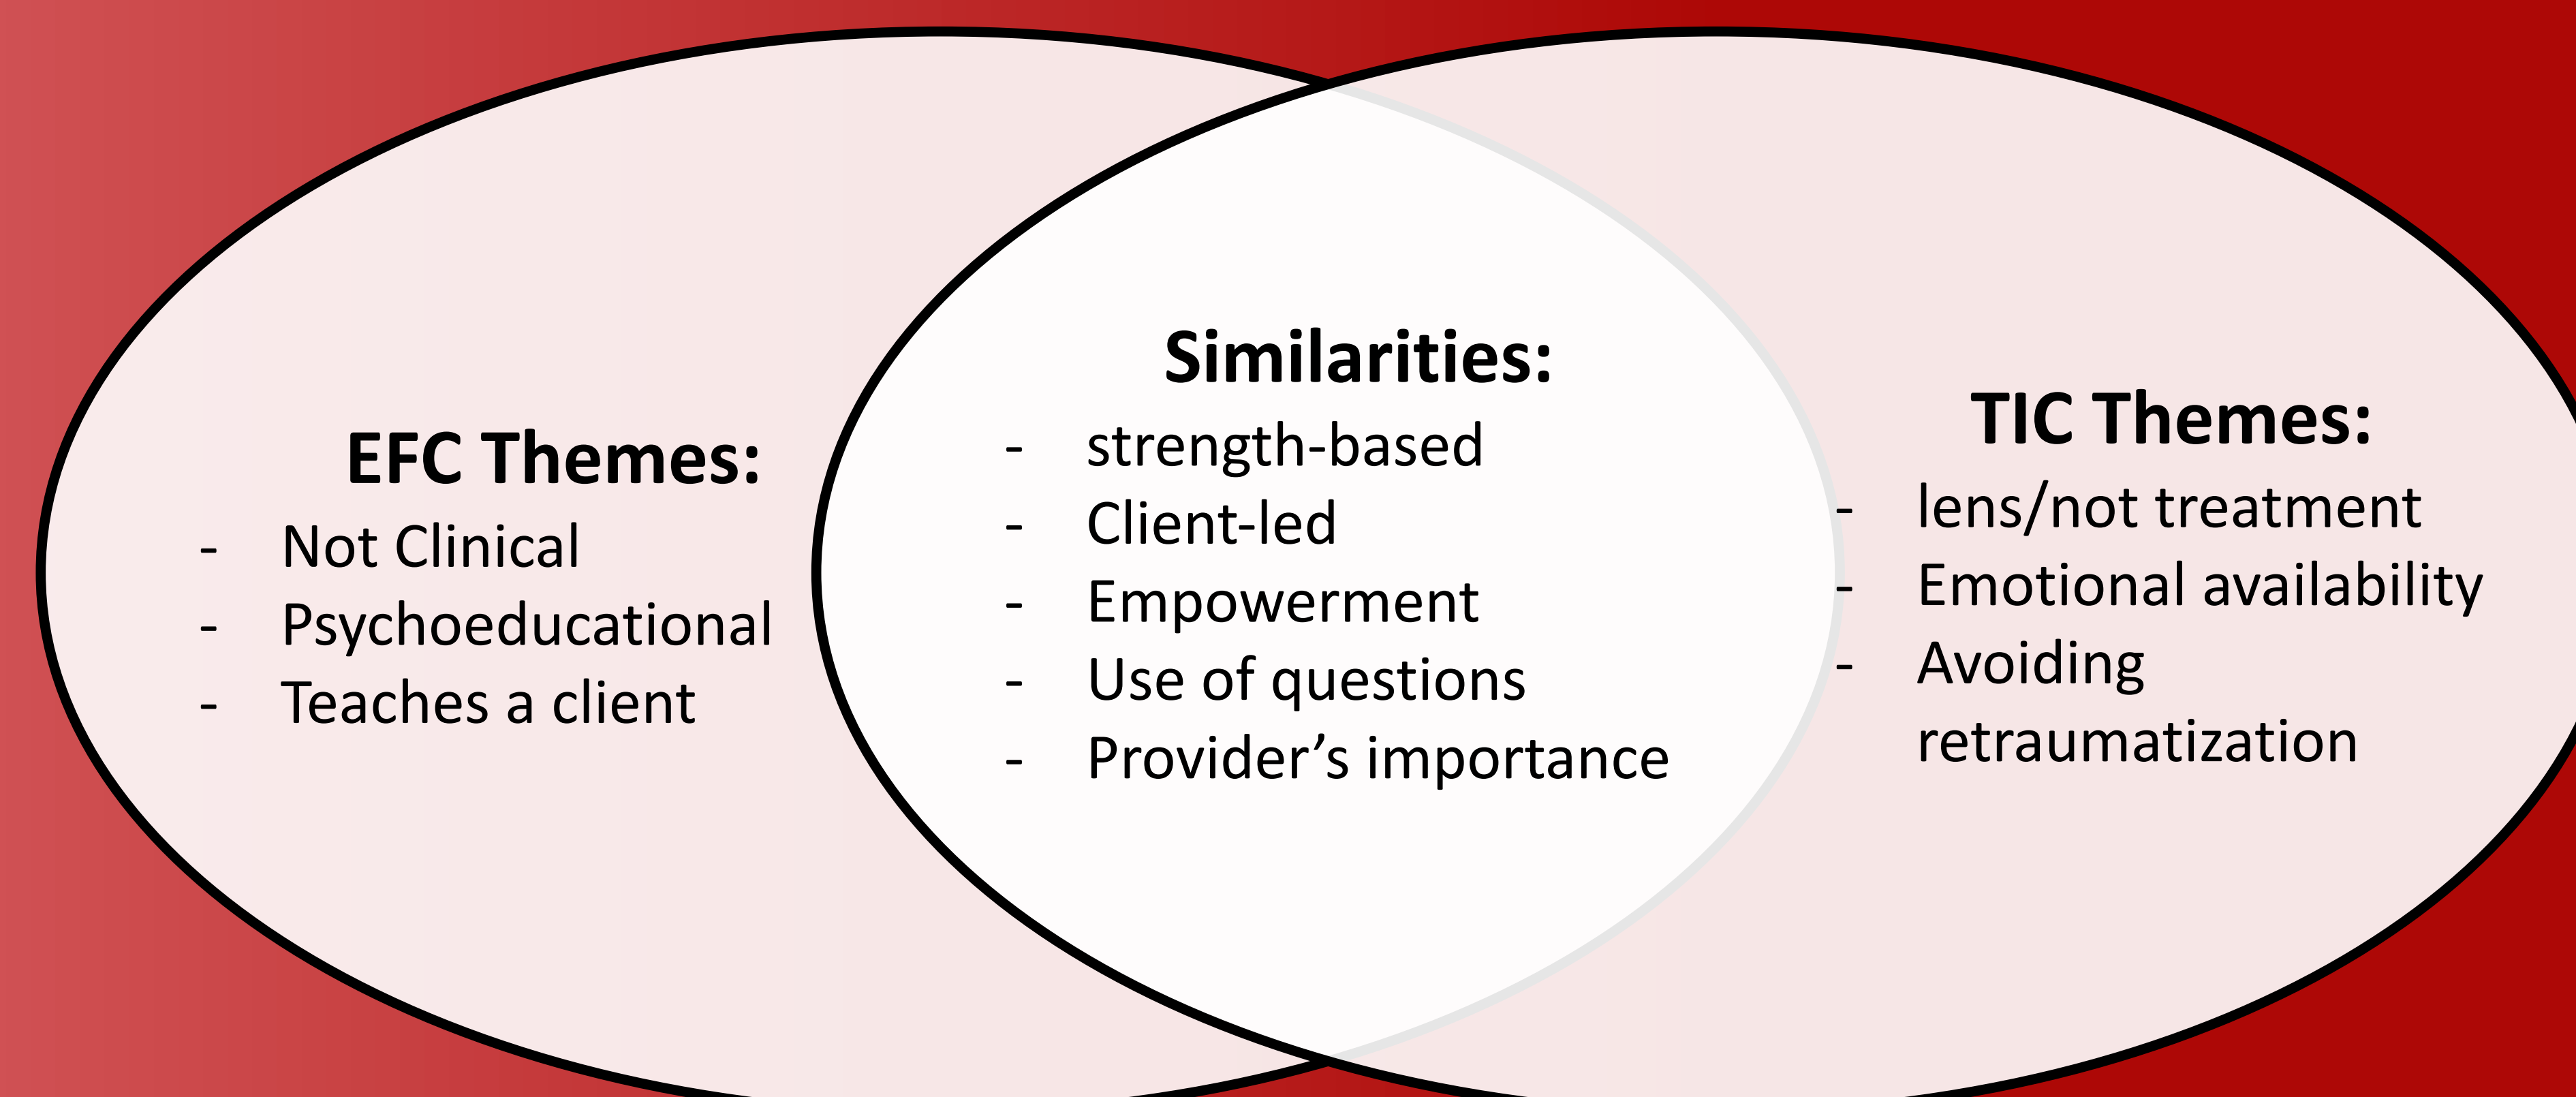 EFC Themes:
- Not Clinical
- Psychoeducational
- Teaches a client
Similarities:
- strength-based
- Client-led
- Empowerment
- Use of questions
- Provider’s importance
TIC Themes:
- lens/not treatment
- Emotional availability
- Avoiding
retraumatization